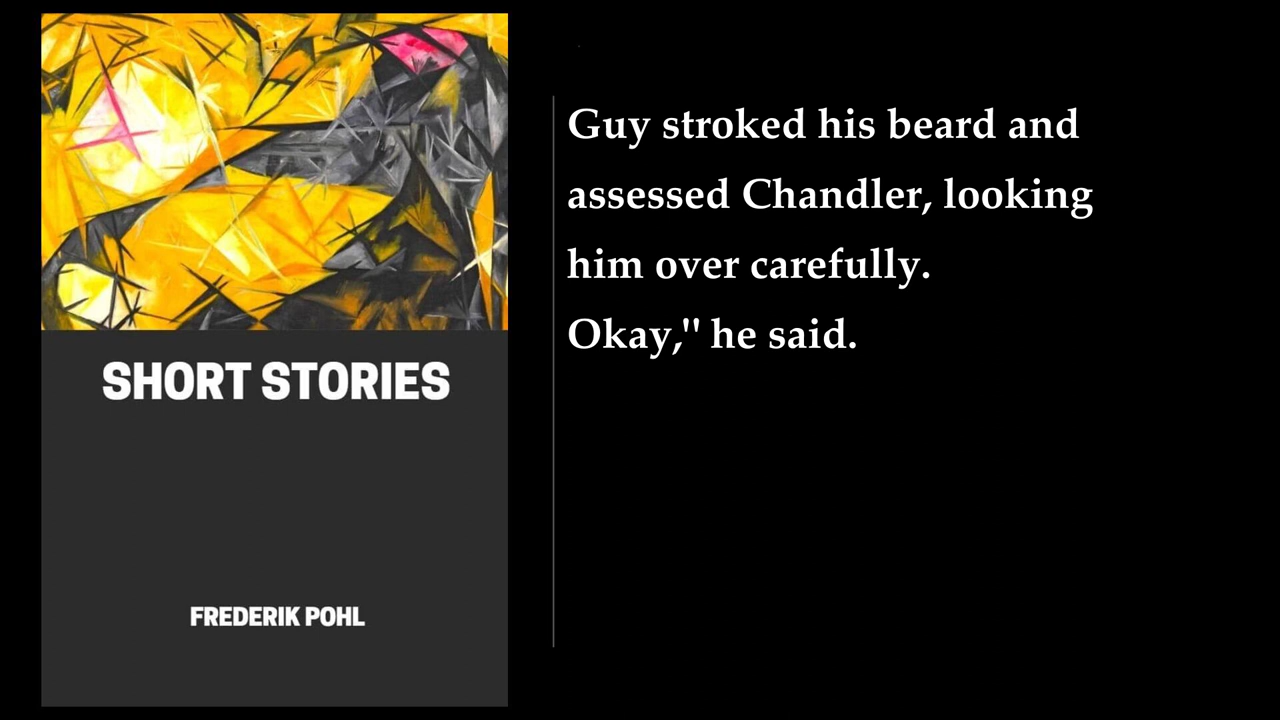 SHORT STORIES
FREDERIK POHL
Guy stroked his beard and
assessed Chandler, looking
him over carefully.
Okay," he said.